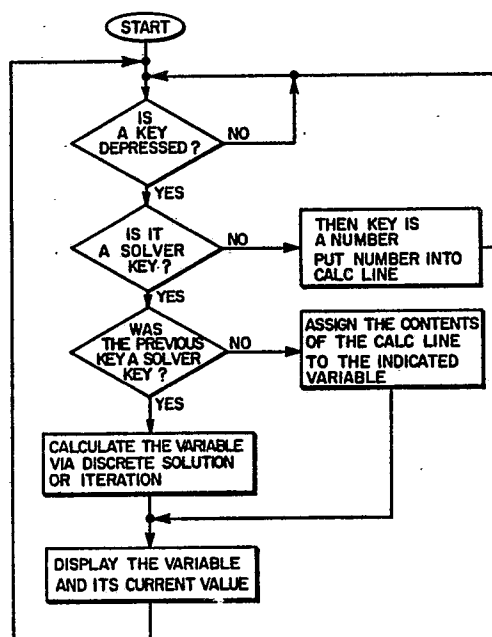 START
IS
A KEY
DEPRESSED?
NO
YES
IS IT
A SOLVER
KEY?
NO
THEN KEY IS
A NUMBER
PUT NUMBER INTO
CALC LINE
YES
WAS
THE PREVIOUS
KEY A SOLVER
KEY?
NO
ASSIGN THE CONTENTS
OF THE CALC LINE
TO THE INDICATED
VARIABLE
YES
CALCULATE THE VARIABLE
VIA DISCRETE SOLUTION
OR ITERATION
DISPLAY THE VARIABLE
AND ITS CURRENT VALUE